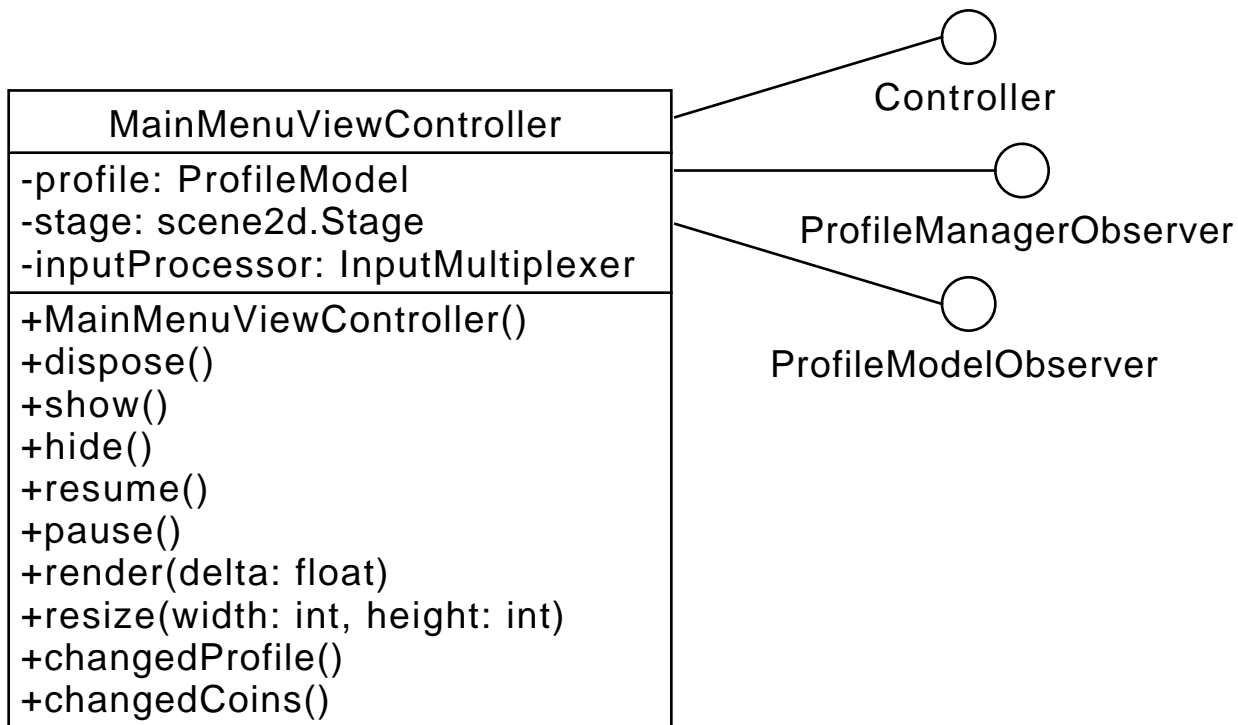 MainMenuViewController
-profile: ProfileModel
-stage: scene2d.Stage
-inputProcessor: InputMultiplexer
+MainMenuViewController()
+dispose()
+show()
+hide()
+resume()
+pause()
+render(delta: float)
+resize(width: int, height: int)
+changedProfile()
+changedCoins()
Controller
ProfileManagerObserver
ProfileModelObserver